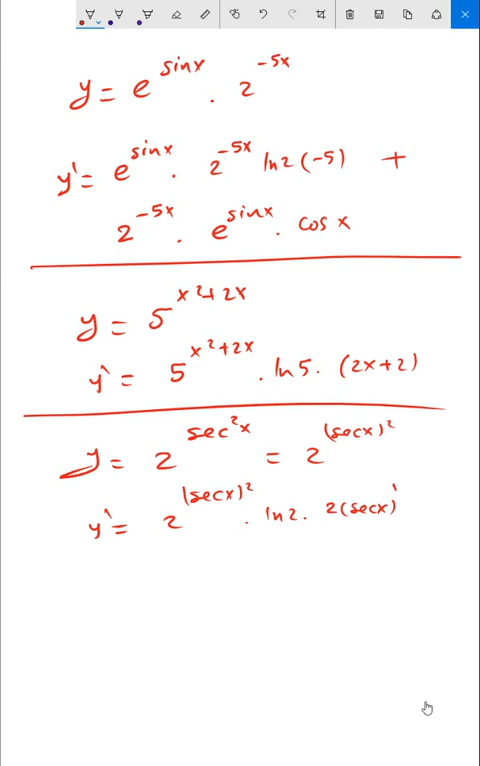 y = e^{sinx} · 2^{-5x}
y' = e^{sinx} · 2^{-5x} ln2 (-5) +
2^{-5x} · e^{sinx} · cos x
y = 5^{x²+2x}
y' = 5^{x²+2x} · ln5 · (2x+2)
y = 2^{sec²x} = 2^{(secx)²}
y' = 2^{(secx)²} · ln2 · 2(secx)^{1}